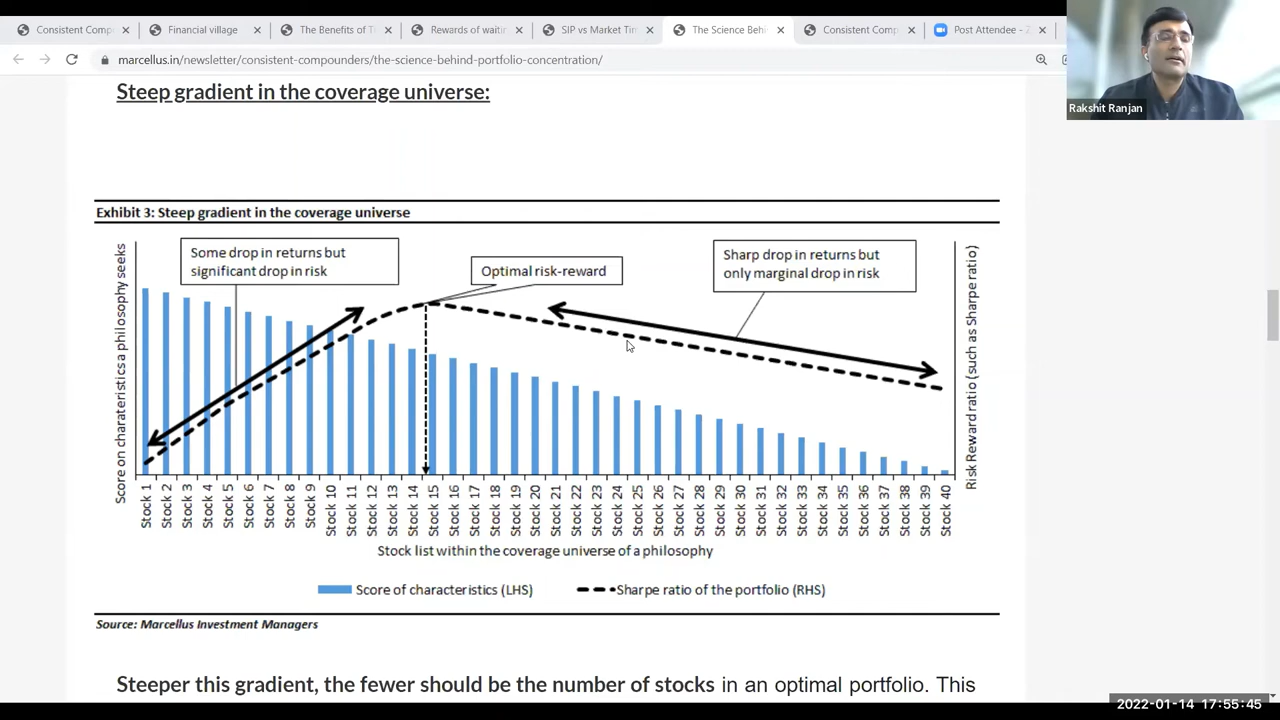 Consistent Comp
Financial village
The Benefits of T
Rewards of waitin
SIP vs Market Tim
The Science Behi
Consistent Comp
Post Attendee - Z
marcellus.in/newsletter/consistent-compounders/the-science-behind-portfolio-concentration/
Rakshit Ranjan
Steep gradient in the coverage universe:
Exhibit 3: Steep gradient in the coverage universe
Some drop in returns but
significant drop in risk
Optimal risk-reward
Sharp drop in returns but
only marginal drop in risk
Score on charateristics a philosophy seeks
Risk Reward ratio (such as Sharpe ratio)
Stock 1
Stock 2
Stock 3
Stock 4
Stock 5
Stock 6
Stock 7
Stock 8
Stock 9
Stock 10
Stock 11
Stock 12
Stock 13
Stock 14
Stock 15
Stock 16
Stock 17
Stock 18
Stock 19
Stock 20
Stock 21
Stock 22
Stock 23
Stock 24
Stock 25
Stock 26
Stock 27
Stock 28
Stock 29
Stock 30
Stock 31
Stock 32
Stock 33
Stock 34
Stock 35
Stock 36
Stock 37
Stock 38
Stock 39
Stock 40
Stock list within the coverage universe of a philosophy
Score of characteristics (LHS)
Sharpe ratio of the portfolio (RHS)
Source: Marcellus Investment Managers
Steeper this gradient, the fewer should be the number of stocks in an optimal portfolio. This
2022-01-14 17:55:45